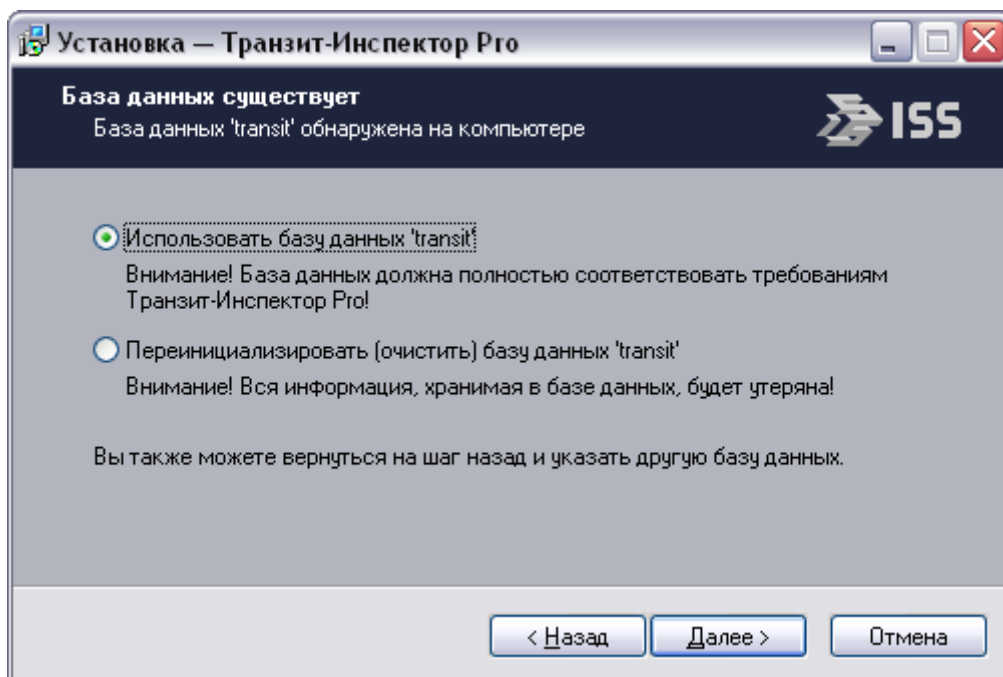 Установка — Транзит-Инспектор Pro
База данных существует
База данных 'transit' обнаружена на компьютере
ISS
Использовать базу данных 'transit'
Внимание! База данных должна полностью соответствовать требованиям
Транзит-Инспектор Pro!
Переинициализировать (очистить) базу данных 'transit'
Внимание! Вся информация, хранимая в базе данных, будет утеряна!
Вы также можете вернуться на шаг назад и указать другую базу данных.
< Назад Далее > Отмена